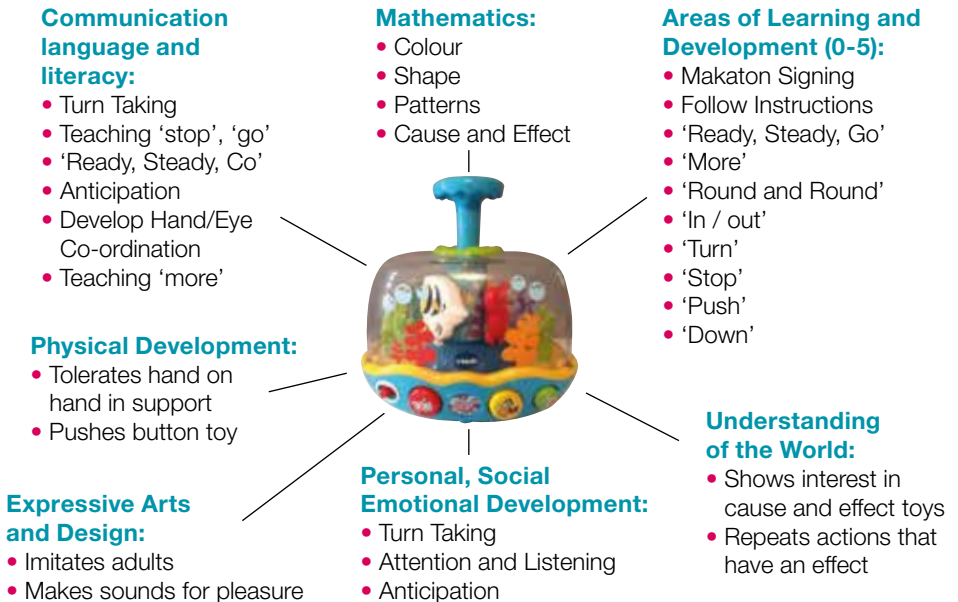 Communication
language and
literacy:
• Turn Taking
• Teaching ‘stop’, ‘go’
• ‘Ready, Steady, Co’
• Anticipation
• Develop Hand/Eye
Co-ordination
• Teaching ‘more’
Mathematics:
• Colour
• Shape
• Patterns
• Cause and Effect
Areas of Learning and
Development (0-5):
• Makaton Signing
• Follow Instructions
• ‘Ready, Steady, Go’
• ‘More’
• ‘Round and Round’
• ‘In / out’
• ‘Turn’
• ‘Stop’
• ‘Push’
• ‘Down’
Physical Development:
• Tolerates hand on
hand in support
• Pushes button toy
Expressive Arts
and Design:
• Imitates adults
• Makes sounds for pleasure
Personal, Social
Emotional Development:
• Turn Taking
• Attention and Listening
• Anticipation
Understanding
of the World:
• Shows interest in
cause and effect toys
• Repeats actions that
have an effect